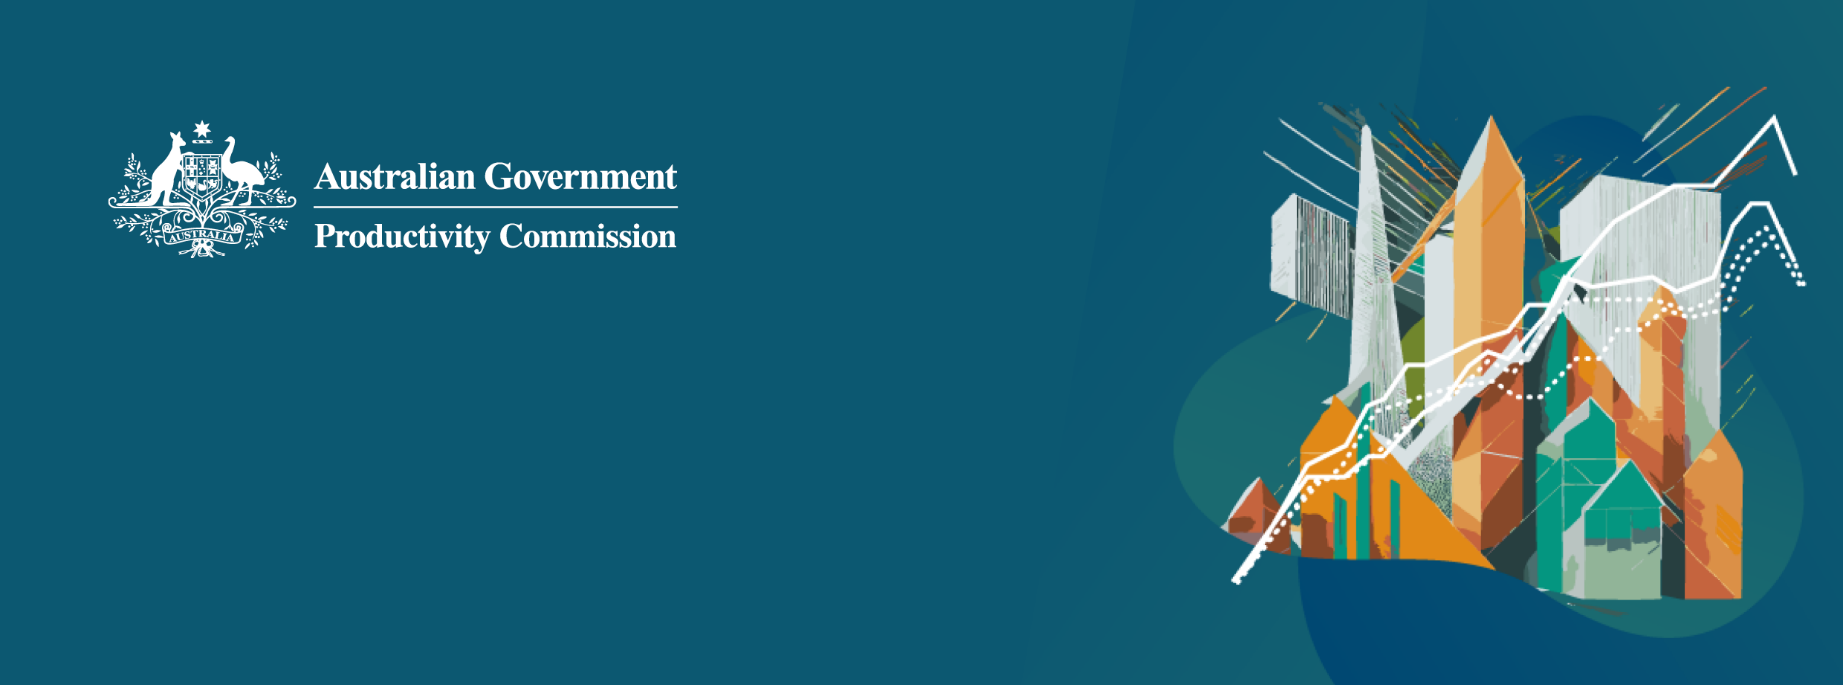 Australian Government
Productivity Commission
AUSTRALIA